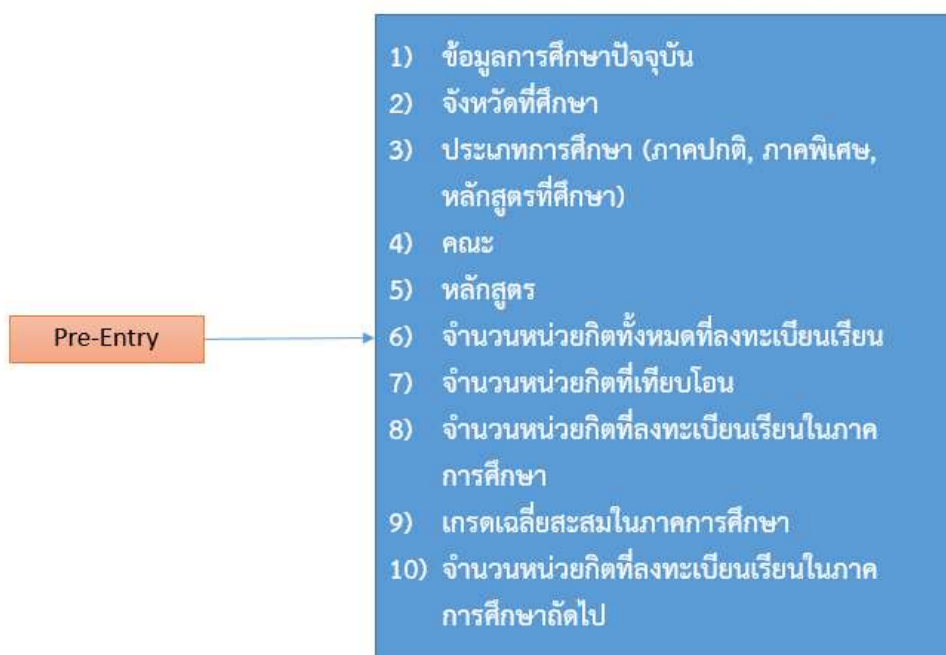 1) ข้อมูลการศึกษาปัจจุบัน
2) จังหวัดที่ศึกษา
3) ประเภทการศึกษา (ภาคปกติ, ภาคพิเศษ,
หลักสูตรที่ศึกษา)
4) คณะ
5) หลักสูตร
Pre-Entry
6) จำนวนหน่วยกิตทั้งหมดที่ลงทะเบียนเรียน
7) จำนวนหน่วยกิตที่เทียบโอน
8) จำนวนหน่วยกิตที่ลงทะเบียนเรียนในภาค
การศึกษา
9) เกรดเฉลี่ยสะสมในภาคการศึกษา
10) จำนวนหน่วยกิตที่ลงทะเบียนเรียนในภาค
การศึกษาถัดไป